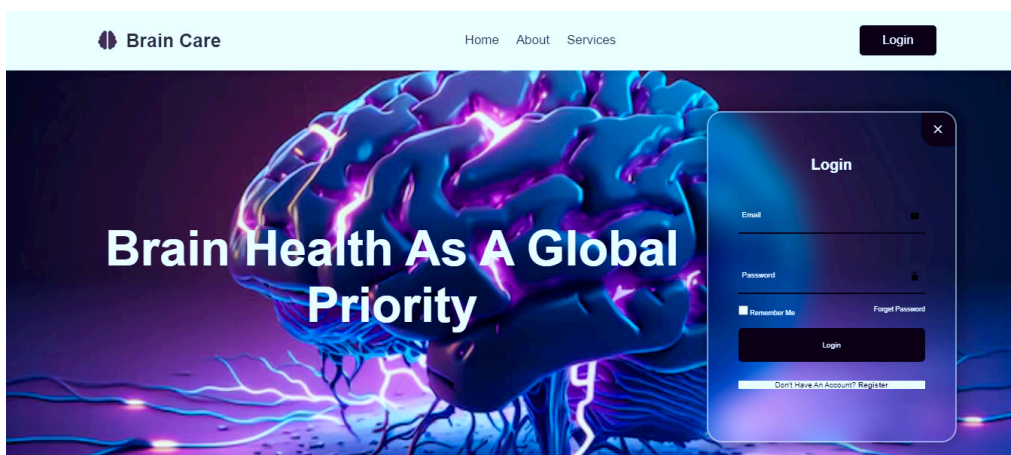 Brain Care
Home About Services
Login
Brain Health As A Global
Priority
Login
Email
Password
Remember Me
Forget Password
Login
Don't Have An Account? Register